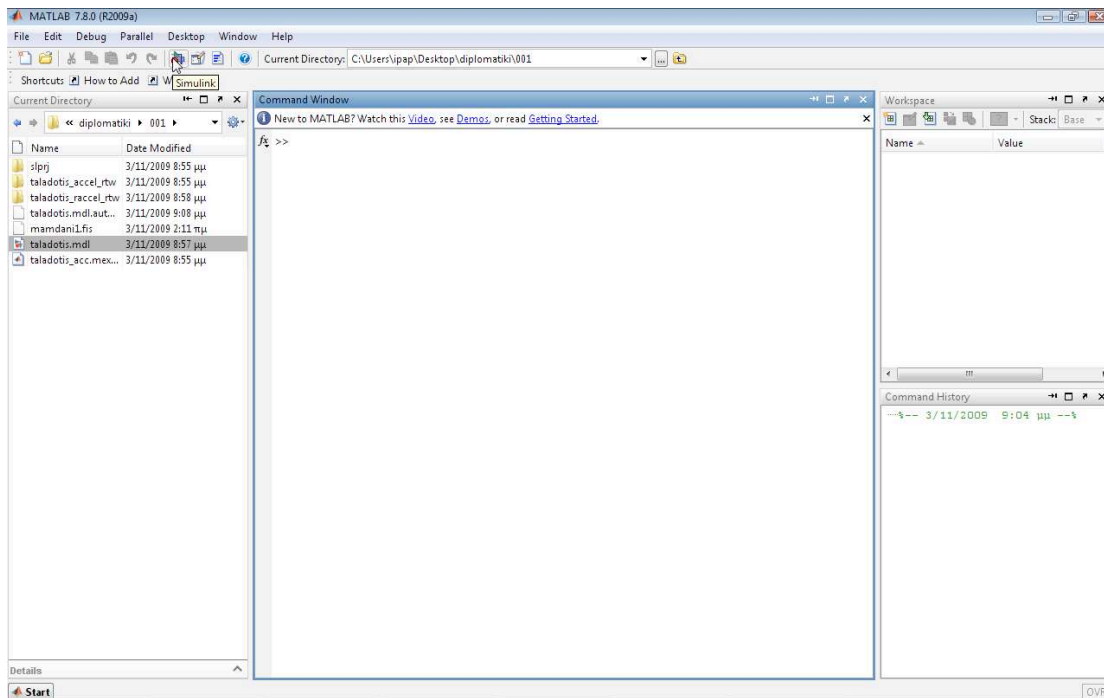 MATLAB 7.8.0 (R2009a)
File Edit Debug Parallel Desktop Window Help
Current Directory: C:\Users\ipap\Desktop\diplomatiki\001
Shortcuts How to Add W
Simulink
Current Directory
« diplomatiki ▸ 001 ▸
Name Date Modified
slprj 3/11/2009 8:55 μμ
taladotis_accel_rtw 3/11/2009 8:55 μμ
taladotis_raccel_rtw 3/11/2009 8:58 μμ
taladotis.mdl.aut... 3/11/2009 9:08 μμ
mamdani1.fis 3/11/2009 2:11 πμ
taladotis.mdl 3/11/2009 8:57 μμ
taladotis_acc.mex... 3/11/2009 8:55 μμ
Details
Start
Command Window
New to MATLAB? Watch this Video, see Demos, or read Getting Started.
fx >>
Workspace
Stack: Base
Name Value
Command History
%-- 3/11/2009 9:04 μμ --%
OVR